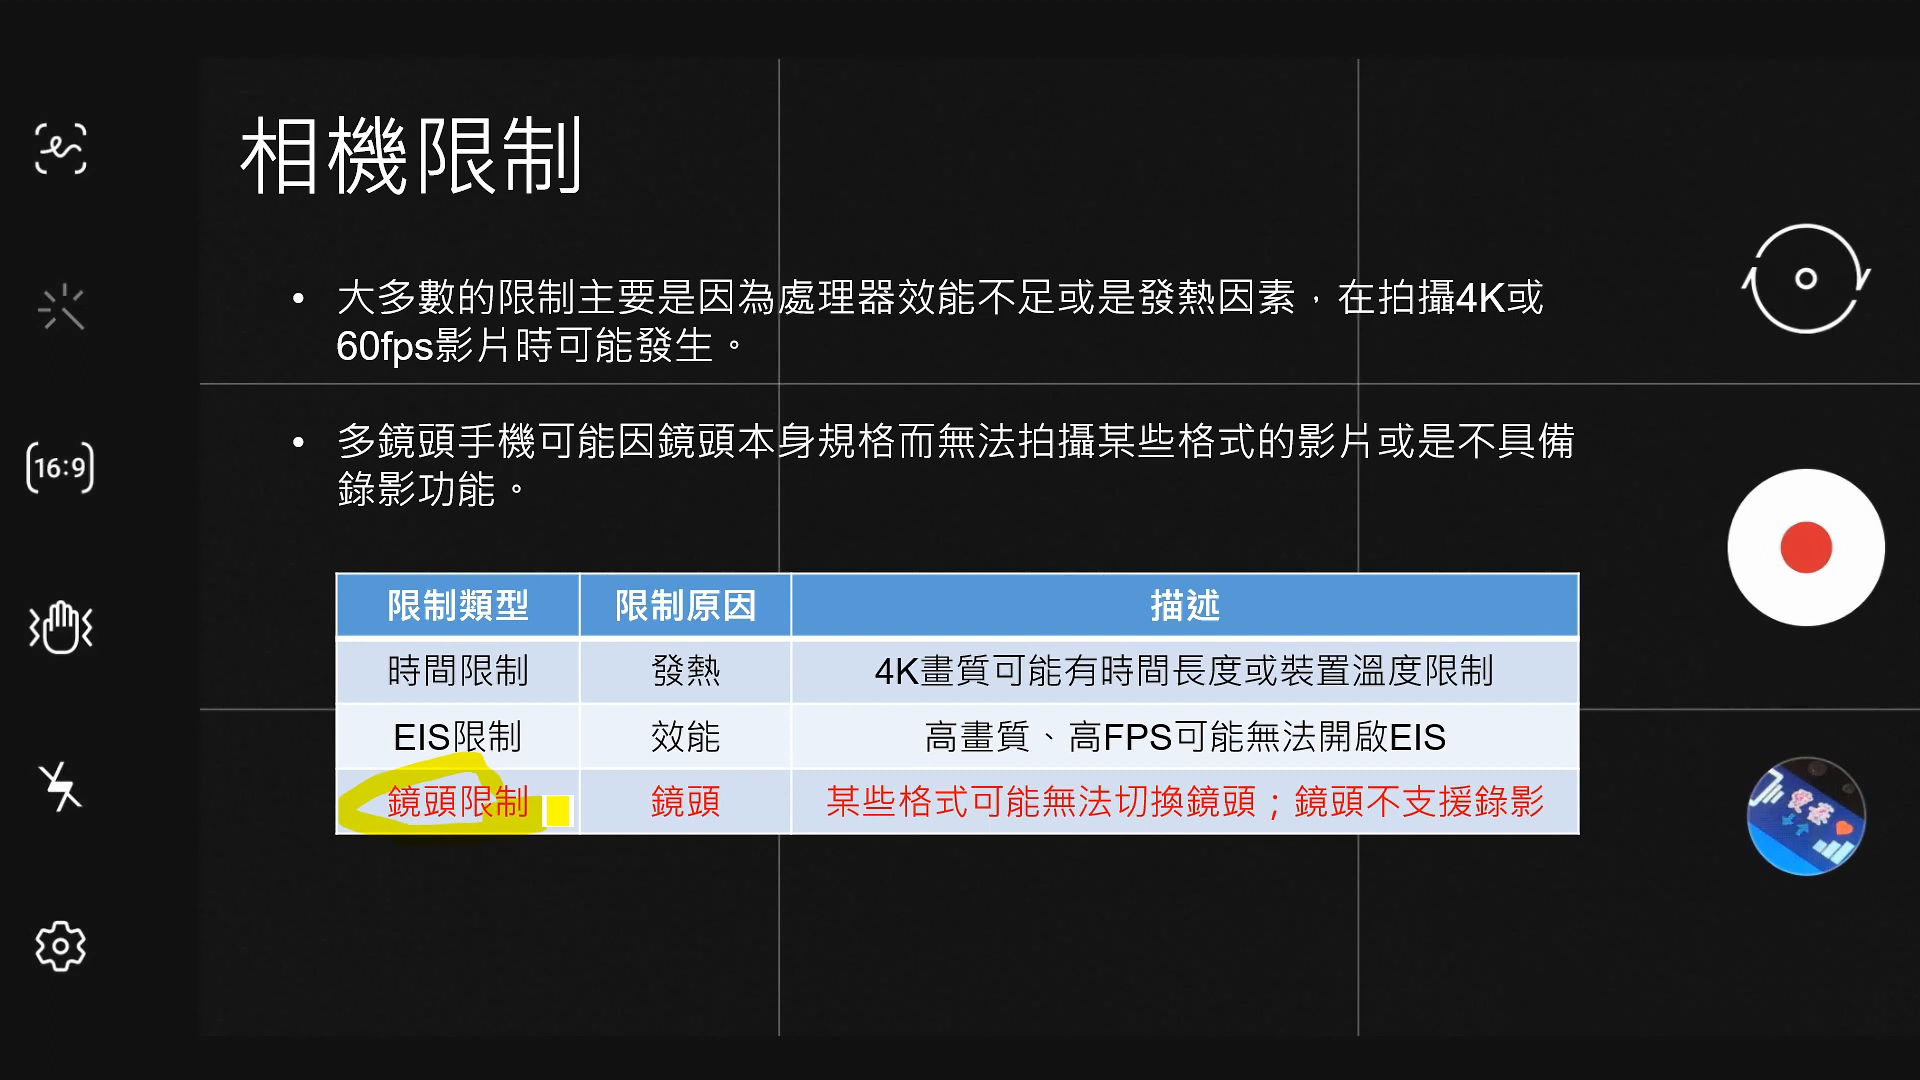 相機限制
• 大多數的限制主要是因為處理器效能不足或是發熱因素，在拍攝4K或
60fps影片時可能發生。
• 多鏡頭手機可能因鏡頭本身規格而無法拍攝某些格式的影片或是不具備
錄影功能。
16:9
限制類型 限制原因 描述
時間限制 發熱 4K畫質可能有時間長度或裝置溫度限制
EIS限制 效能 高畫質、高FPS可能無法開啟EIS
鏡頭限制 鏡頭 某些格式可能無法切換鏡頭；鏡頭不支援錄影